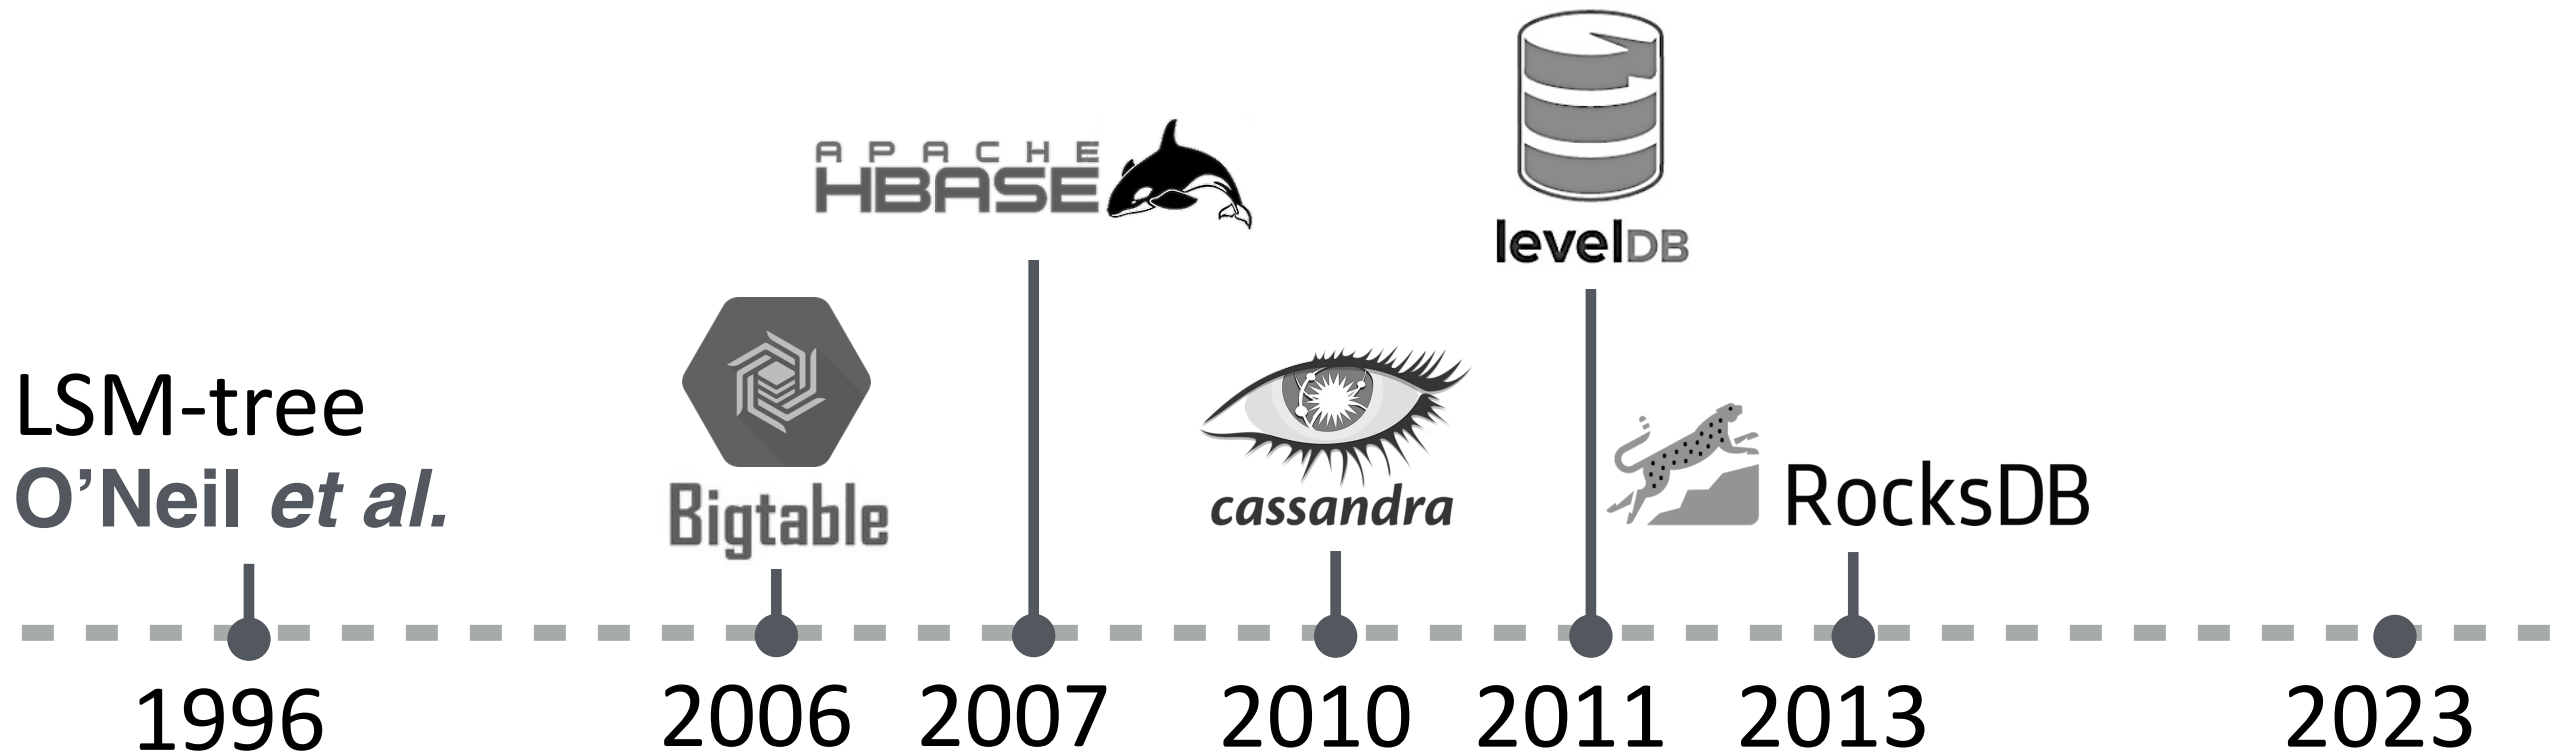 LSM-tree
O’Neil et al.
Bigtable
APACHE
HBASE
cassandra
levelDB
RocksDB
1996
2006
2007
2010
2011
2013
2023